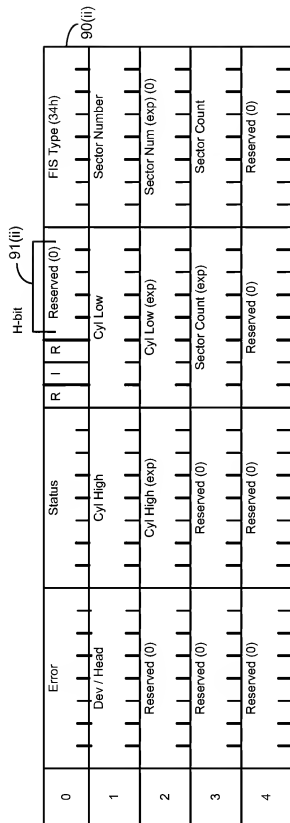 90(ii)
91(ii)
H-bit
0 Error Status R I R Reserved (0) FIS Type (34h)
1 Dev / Head Cyl High Cyl Low Sector Number
2 Reserved (0) Cyl High (exp) Cyl Low (exp) Sector Num (exp) (0)
3 Reserved (0) Reserved (0) Sector Count (exp) Sector Count
4 Reserved (0) Reserved (0) Reserved (0) Reserved (0)